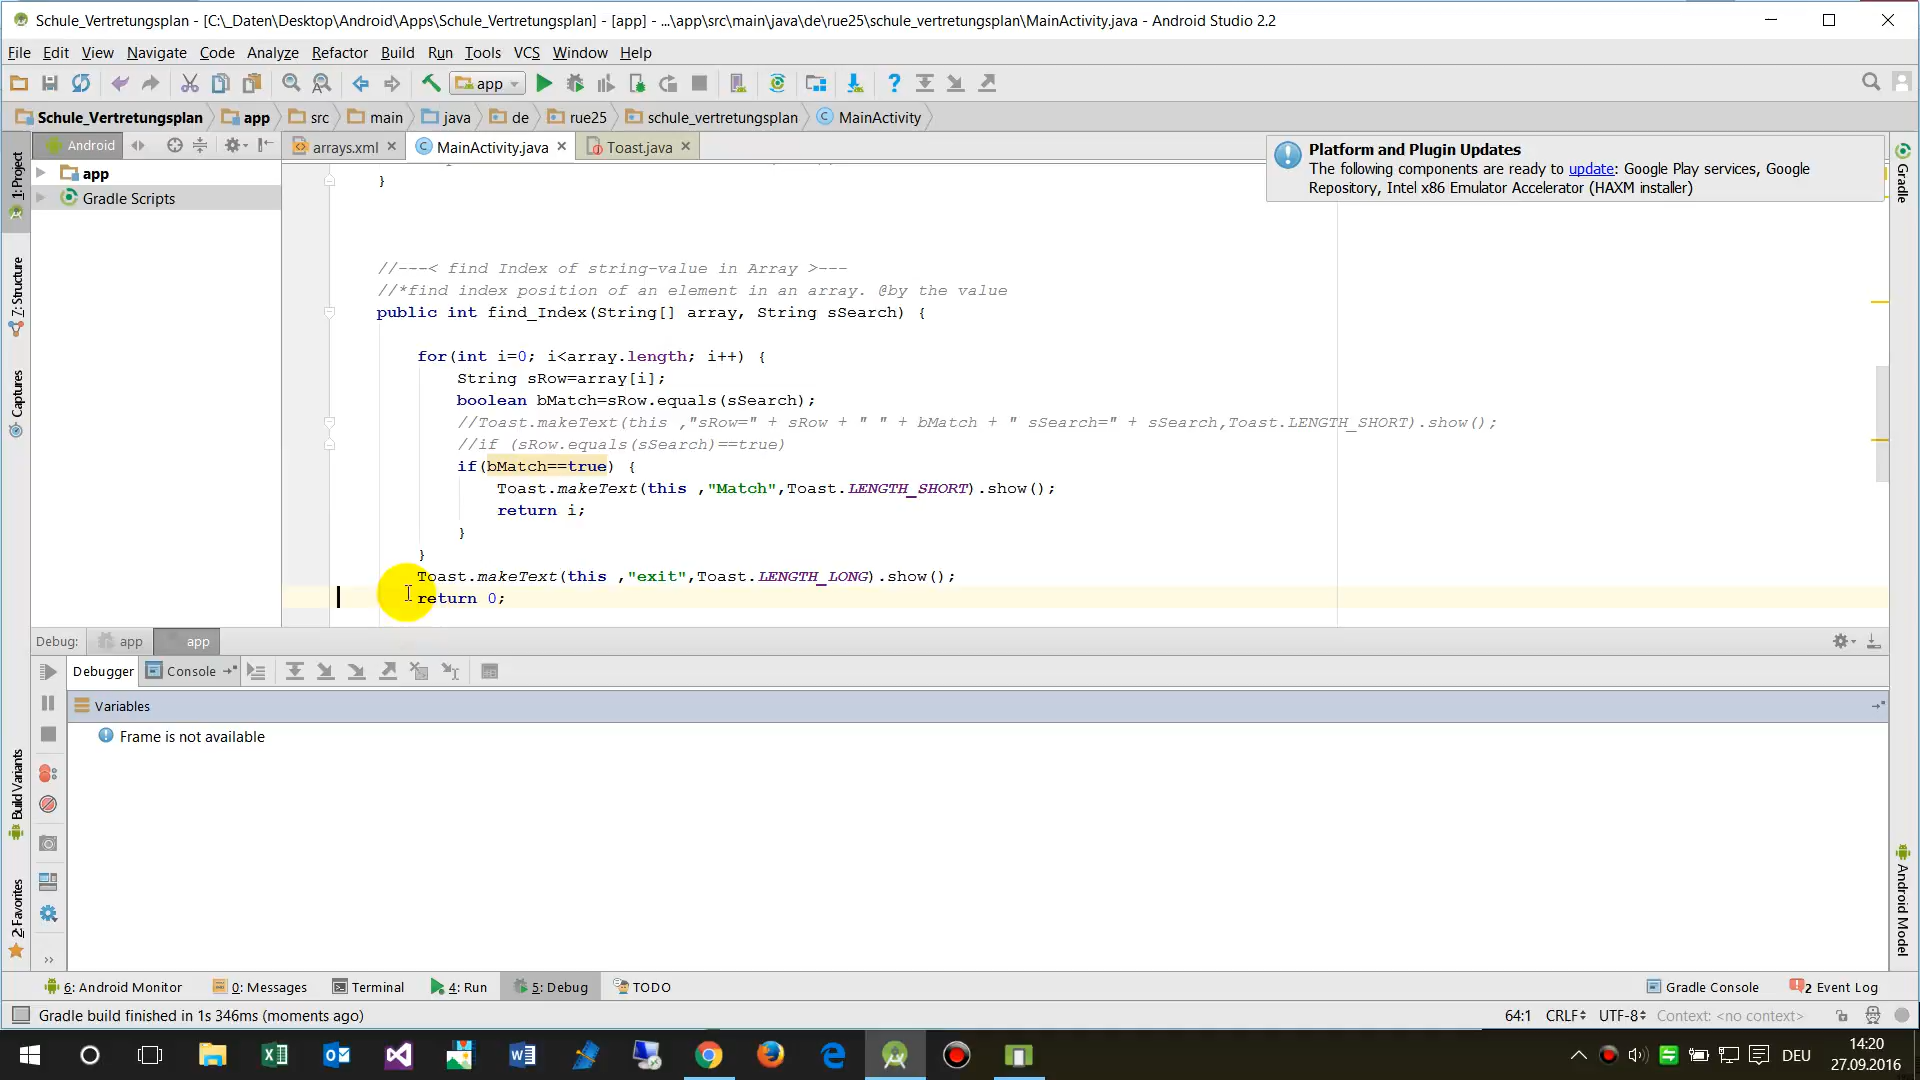 Schule_Vertretungsplan - [C:\_Daten\Desktop\Android\Apps\Schule_Vertretungsplan] - [app] - ...\app\src\main\java\de\rue25\schule_vertretungsplan\MainActivity.java - Android Studio 2.2
File Edit View Navigate Code Analyze Refactor Build Run Tools VCS Window Help
app
Schule_Vertretungsplan app src main java de rue25 schule_vertretungsplan MainActivity
Android
arrays.xml MainActivity.java Toast.java
Platform and Plugin Updates
The following components are ready to update: Google Play services, Google
Repository, Intel x86 Emulator Accelerator (HAXM installer)
app
Gradle Scripts
1: Project
7: Structure
Captures
Build Variants
2: Favorites
Gradle
Android Model
}
//---< find Index of string-value in Array >---
//*find index position of an element in an array. @by the value
public int find_Index(String[] array, String sSearch) {
for(int i=0; i<array.length; i++) {
String sRow=array[i];
boolean bMatch=sRow.equals(sSearch);
//Toast.makeText(this ,"sRow=" + sRow + " " + bMatch + " sSearch=" + sSearch,Toast.LENGTH_SHORT).show();
//if (sRow.equals(sSearch)==true)
if(bMatch==true) {
Toast.makeText(this ,"Match",Toast.LENGTH_SHORT).show();
return i;
}
}
Toast.makeText(this ,"exit",Toast.LENGTH_LONG).show();
return 0;
Debug: app app
Debugger Console
Variables
Frame is not available
6: Android Monitor 0: Messages Terminal 4: Run 5: Debug TODO Gradle Console 2 Event Log
Gradle build finished in 1s 346ms (moments ago) 64:1 CRLF UTF-8 Context: <no context>
DEU
14:20
27.09.2016